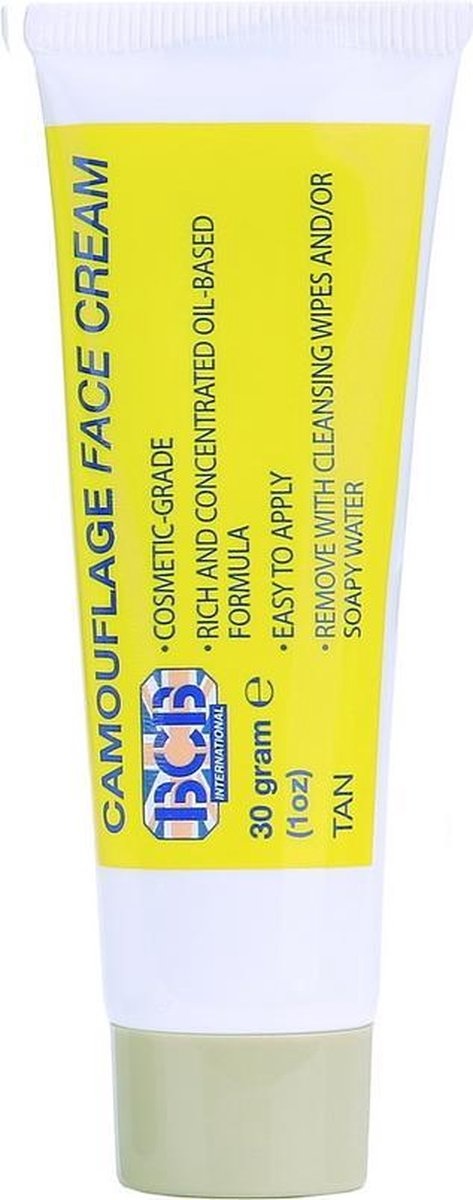 CAMOUFLAGE FACE CREAM
• COSMETIC-GRADE
• RICH AND CONCENTRATED OIL-BASED
FORMULA
• EASY TO APPLY
• REMOVE WITH CLEANSING WIPES AND/OR
SOAPY WATER
BCB
INTERNATIONAL
30 gram ℮
(1oz)
TAN